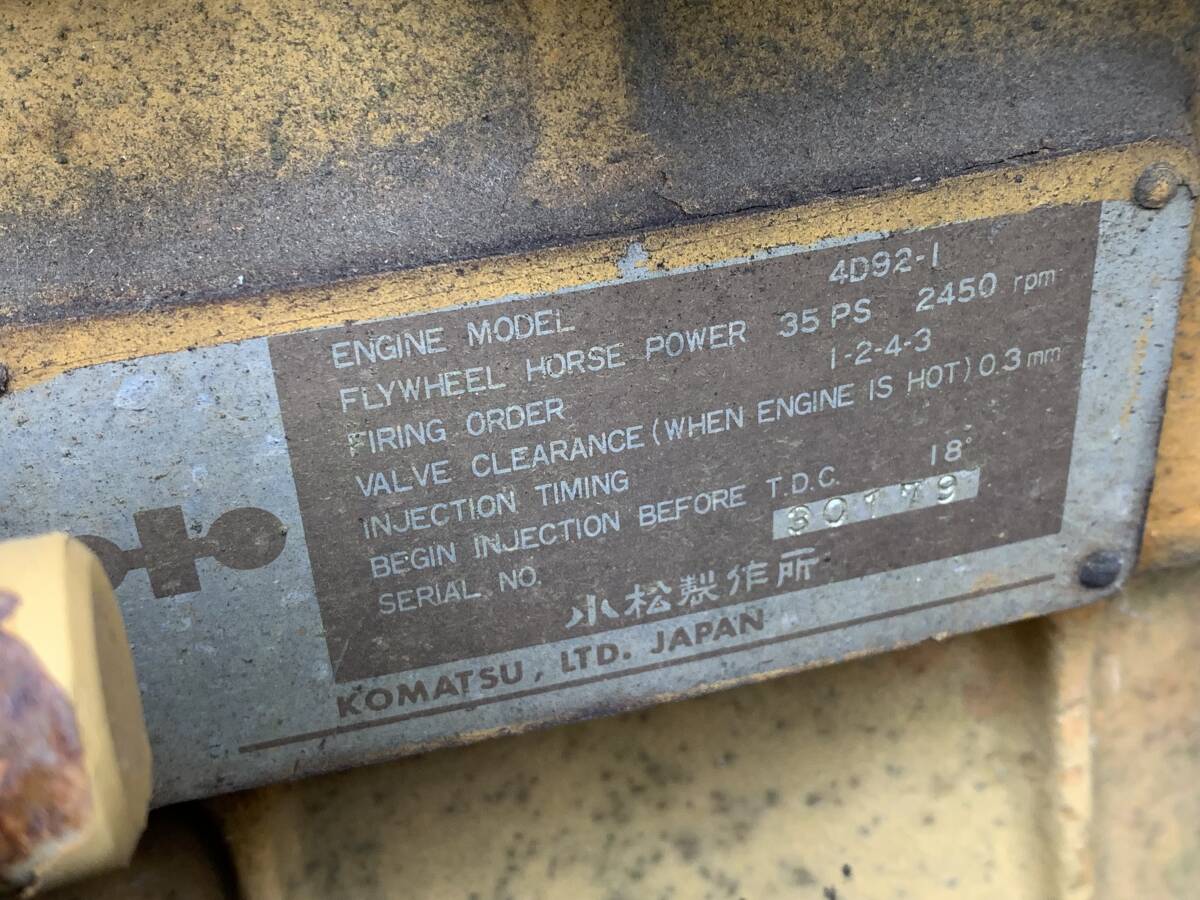 ENGINE MODEL 4D92-1
FLYWHEEL HORSE POWER 35 PS 2450 rpm
FIRING ORDER 1-2-4-3
VALVE CLEARANCE (WHEN ENGINE IS HOT) 0.3 mm
INJECTION TIMING
BEGIN INJECTION BEFORE T.D.C. 18°
SERIAL NO. 30179
小松製作所
KOMATSU, LTD. JAPAN